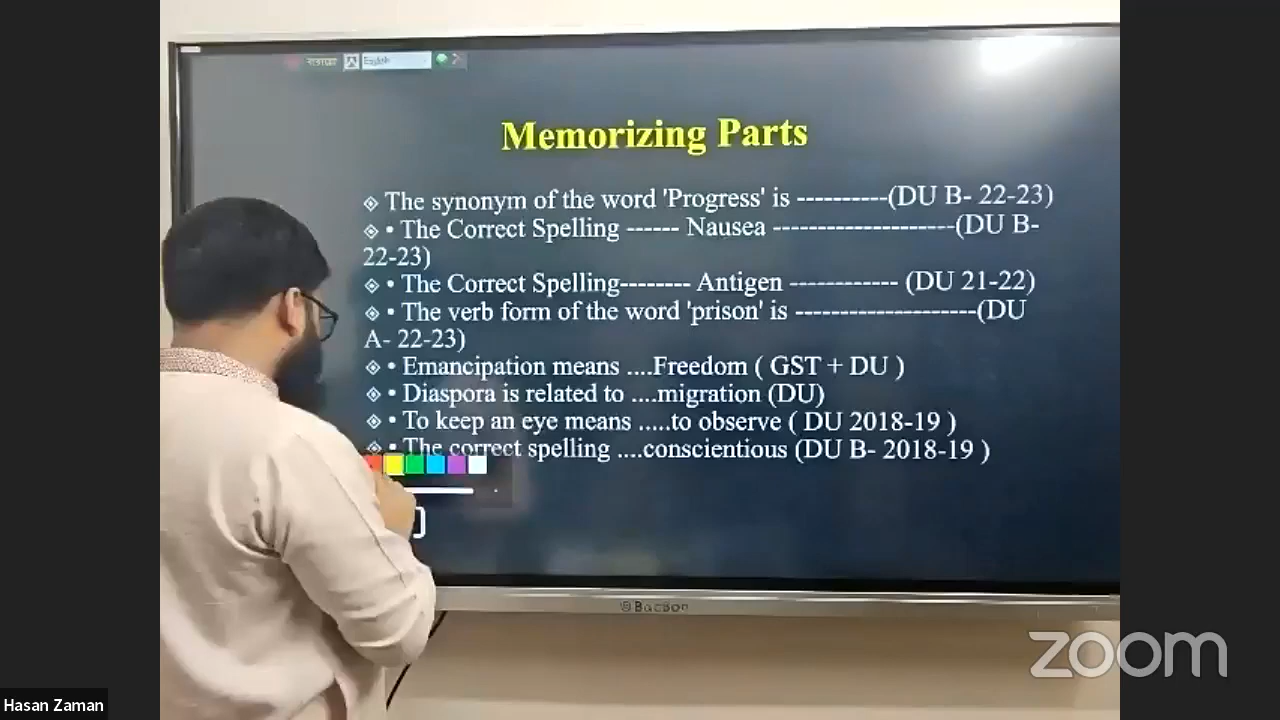 English
Memorizing Parts
◈ The synonym of the word 'Progress' is ----------(DU B- 22-23)
◈ • The Correct Spelling ------ Nausea --------------------(DU B-
22-23)
◈ • The Correct Spelling-------- Antigen ------------ (DU 21-22)
◈ • The verb form of the word 'prison' is --------------------(DU
A- 22-23)
◈ • Emancipation means ....Freedom ( GST + DU )
◈ • Diaspora is related to ....migration (DU)
◈ • To keep an eye means .....to observe ( DU 2018-19 )
◈ • The correct spelling ....conscientious (DU B- 2018-19 )
Bacbon
zoom
Hasan Zaman